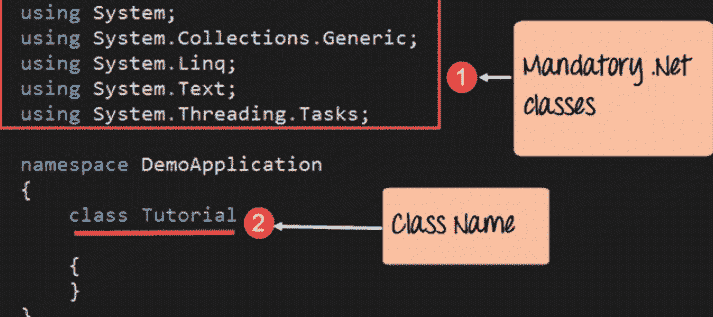 using System;
using System.Collections.Generic;
using System.Linq;
using System.Text;
using System.Threading.Tasks;
1
Mandatory .Net
classes
namespace DemoApplication
{
class Tutorial
2
Class Name
{
}
}